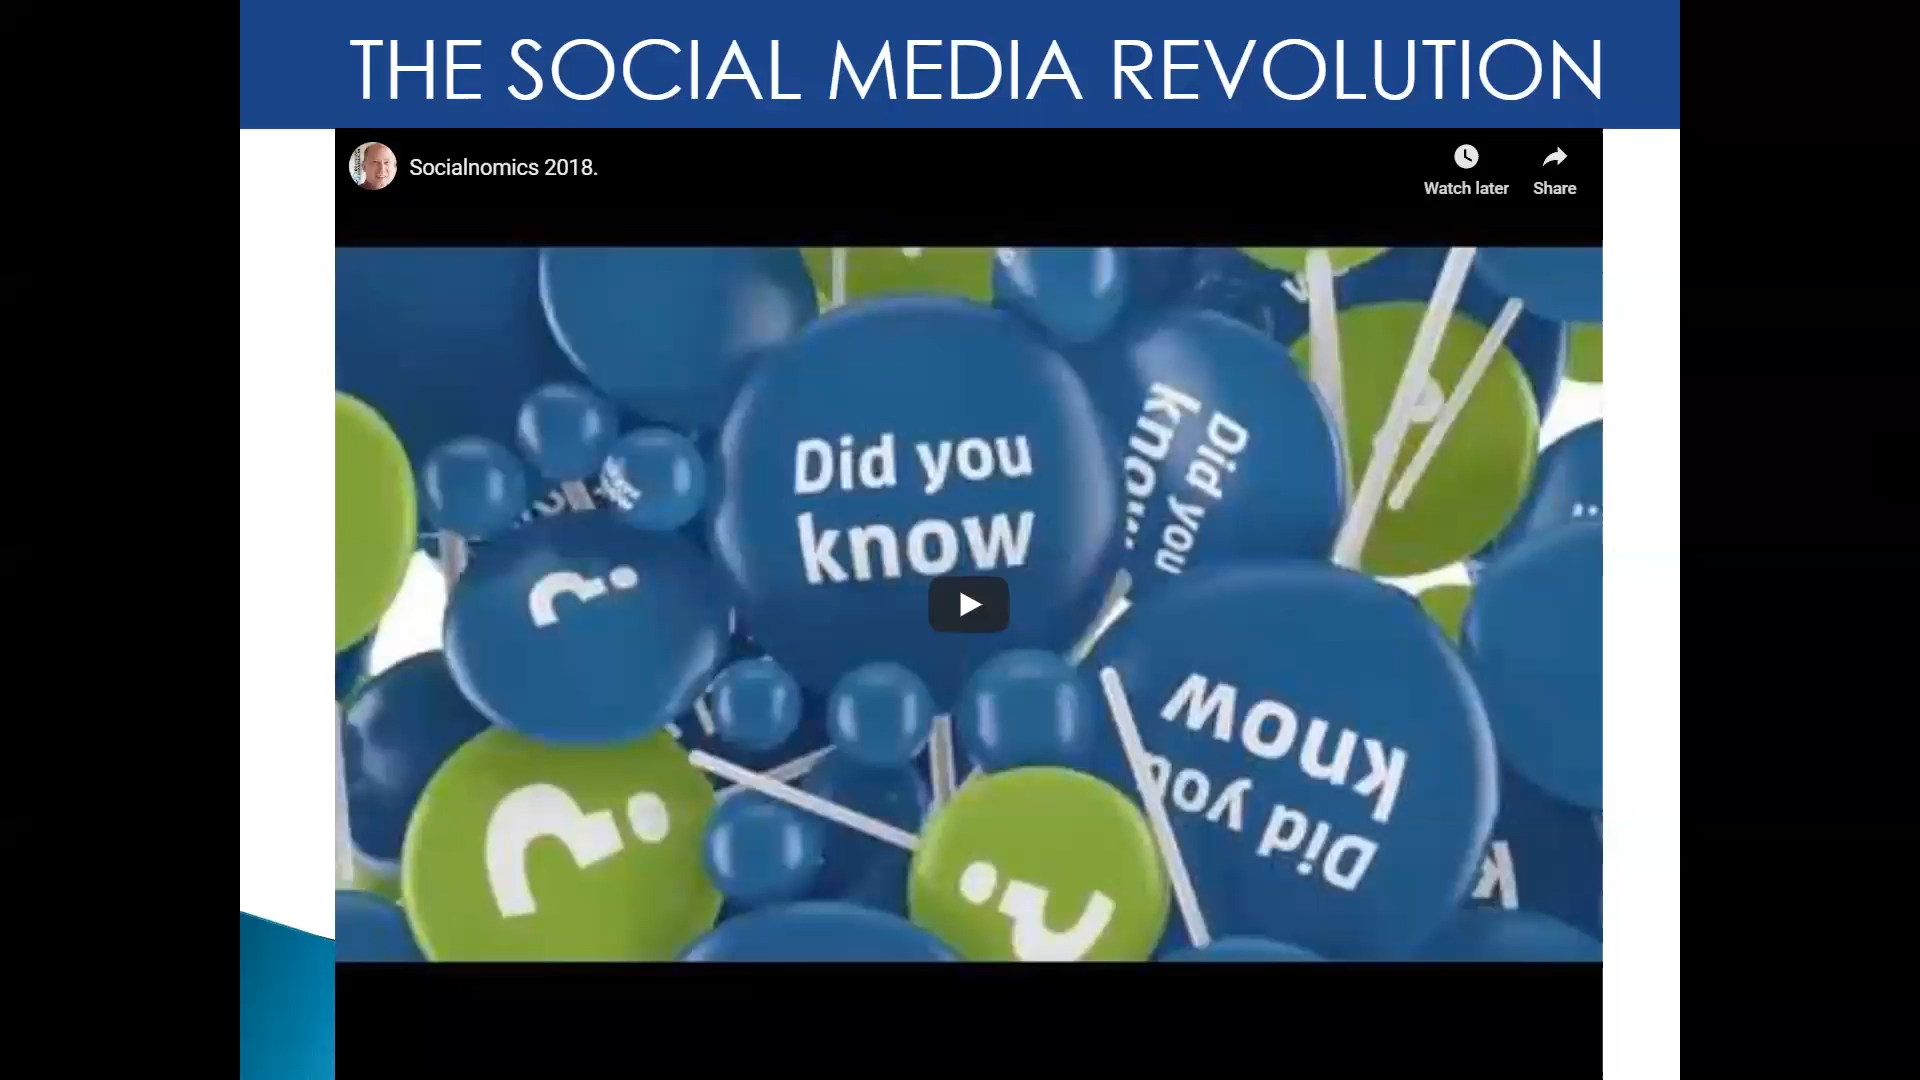 THE SOCIAL MEDIA REVOLUTION
Socialnomics 2018.
Watch later
Share
Did you
know
Did you
know
?
Did you
know
?
?